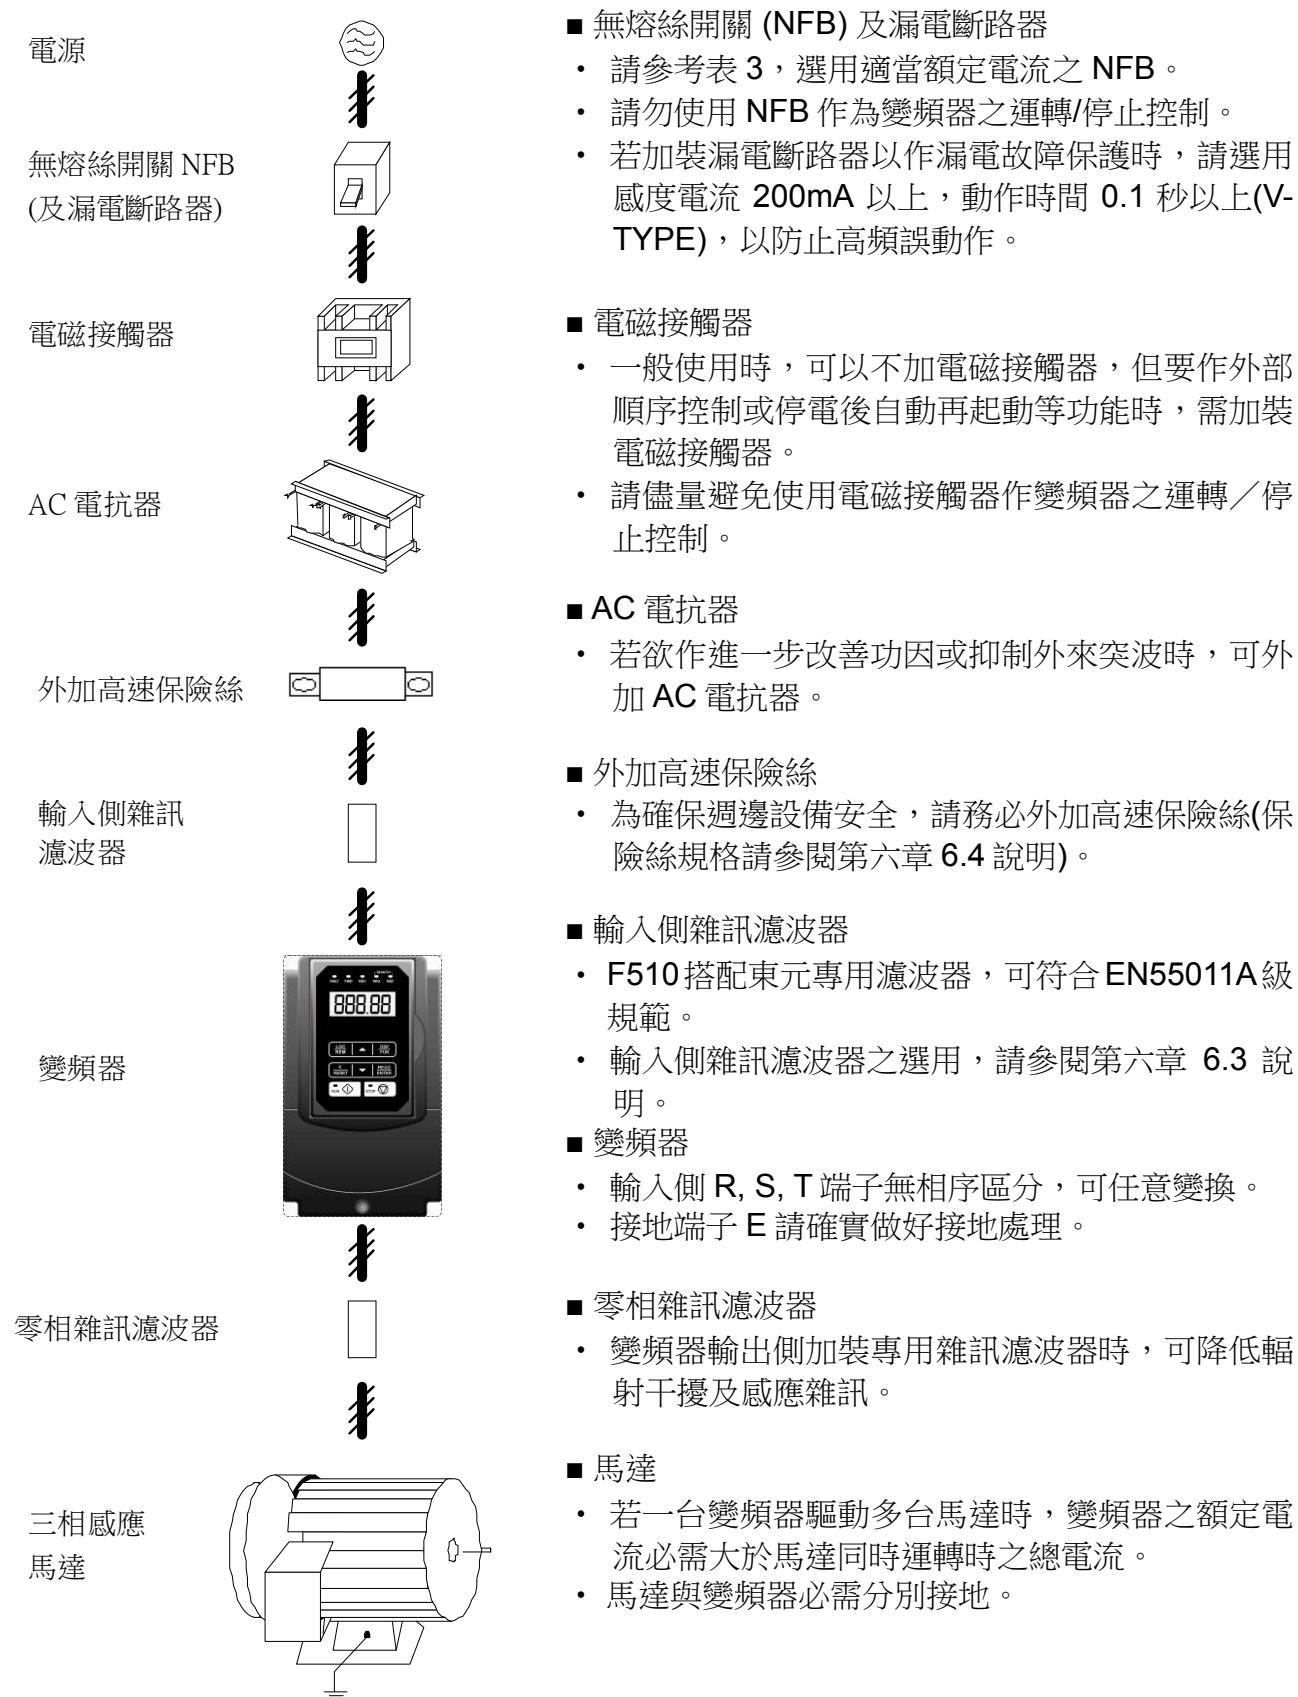 電源
無熔絲開關 NFB
(及漏電斷路器)
電磁接觸器
AC 電抗器
外加高速保險絲
輸入側雜訊
濾波器
變頻器
零相雜訊濾波器
三相感應
馬達
■ 無熔絲開關 (NFB) 及漏電斷路器
· 請參考表 3，選用適當額定電流之 NFB。
· 請勿使用 NFB 作為變頻器之運轉/停止控制。
· 若加裝漏電斷路器以作漏電故障保護時，請選用
感度電流 200mA 以上，動作時間 0.1 秒以上(V-
TYPE)，以防止高頻誤動作。
■ 電磁接觸器
· 一般使用時，可以不加電磁接觸器，但要作外部
順序控制或停電後自動再起動等功能時，需加裝
電磁接觸器。
· 請儘量避免使用電磁接觸器作變頻器之運轉／停
止控制。
■ AC 電抗器
· 若欲作進一步改善功因或抑制外來突波時，可外
加 AC 電抗器。
■ 外加高速保險絲
· 為確保週邊設備安全，請務必外加高速保險絲(保
險絲規格請參閱第六章 6.4 說明)。
■ 輸入側雜訊濾波器
· F510 搭配東元專用濾波器，可符合 EN55011A 級
規範。
· 輸入側雜訊濾波器之選用，請參閱第六章 6.3 說
明。
■ 變頻器
· 輸入側 R, S, T 端子無相序區分，可任意變換。
· 接地端子 E 請確實做好接地處理。
■ 零相雜訊濾波器
· 變頻器輸出側加裝專用雜訊濾波器時，可降低輻
射干擾及感應雜訊。
■ 馬達
· 若一台變頻器驅動多台馬達時，變頻器之額定電
流必需大於馬達同時運轉時之總電流。
· 馬達與變頻器必需分別接地。
888.88
LOC
REM
DSP
FUN
<
RESET
READ
ENTER
STOP